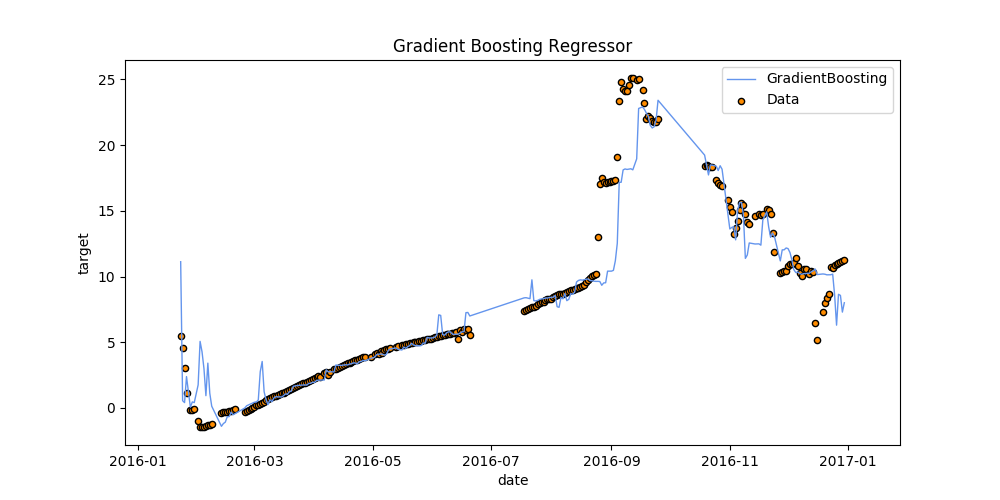 Gradient Boosting Regressor
GradientBoosting
Data
target
25
20
15
10
5
0
2016-01
2016-03
2016-05
2016-07
2016-09
2016-11
2017-01
date